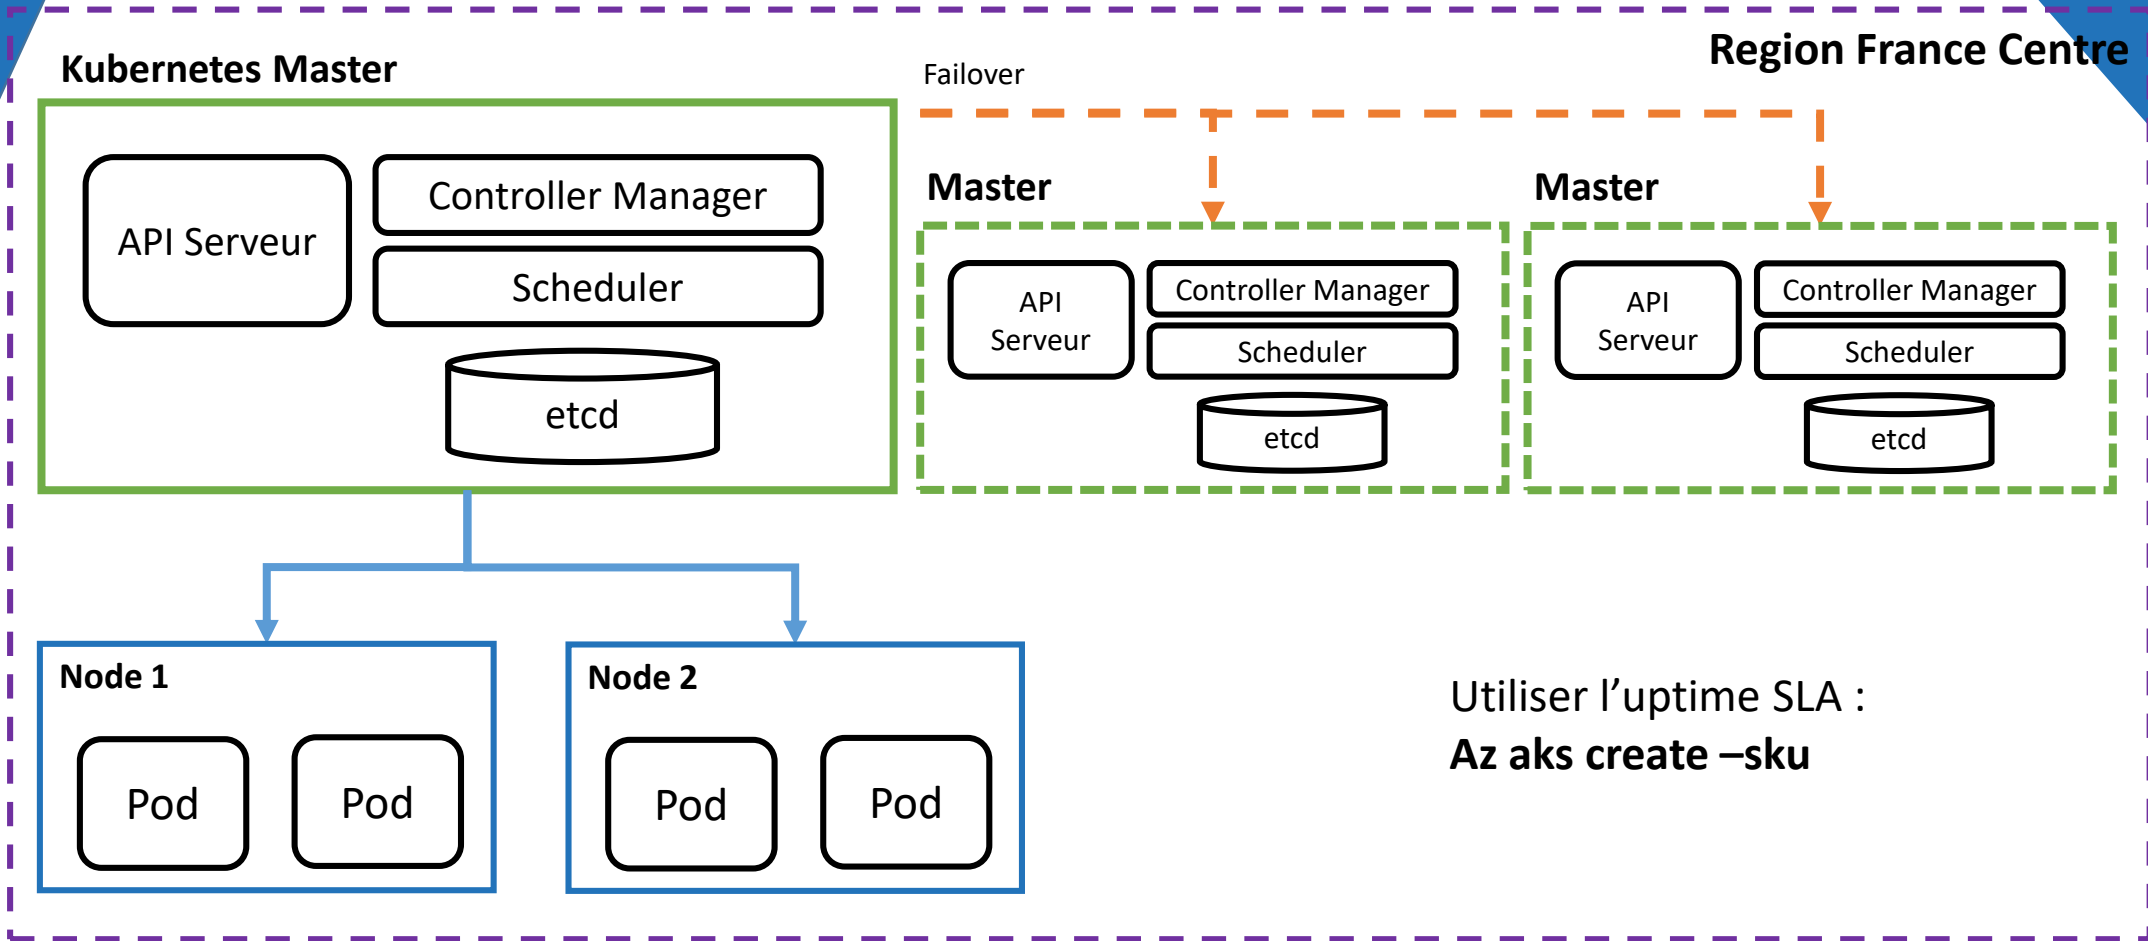 Kubernetes Master
Region France Centre
Failover
API Serveur
Controller Manager
Scheduler
etcd
Master
API
Serveur
Controller Manager
Scheduler
etcd
Master
API
Serveur
Controller Manager
Scheduler
etcd
Node 1
Pod
Pod
Node 2
Pod
Pod
Utiliser l’uptime SLA :
Az aks create –sku